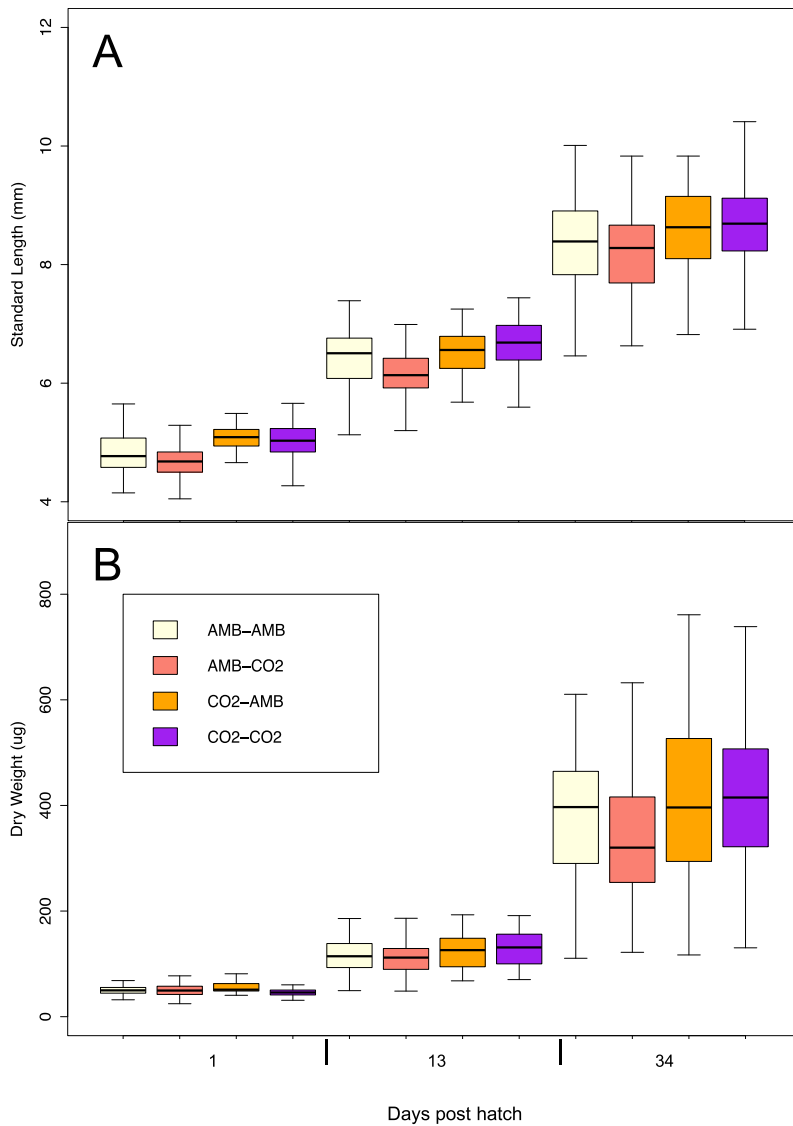 A
12
10
8
6
4
Standard Length (mm)
B
800
600
400
200
0
Dry Weight (ug)
AMB−AMB
AMB−CO2
CO2−AMB
CO2−CO2
1 13 34
Days post hatch